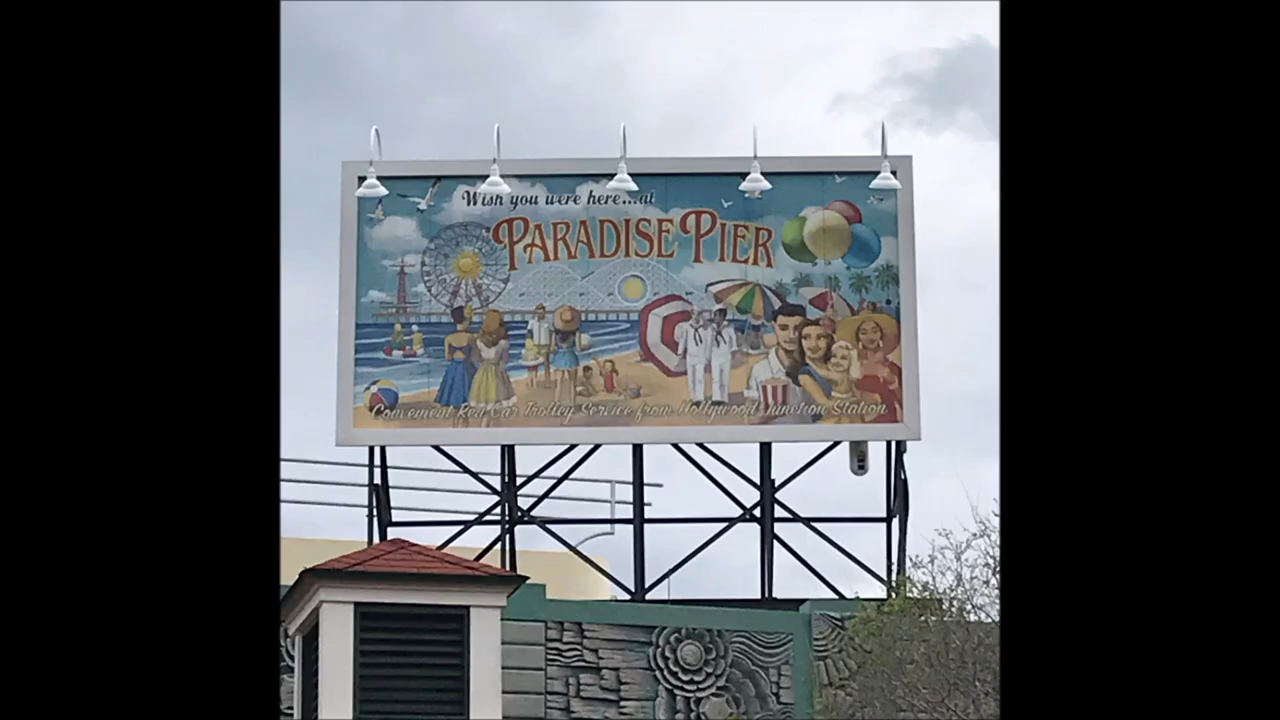 Wish you were here...at
PARADISE PIER
Convenient Red Car Trolley Service from Hollywood Junction Station